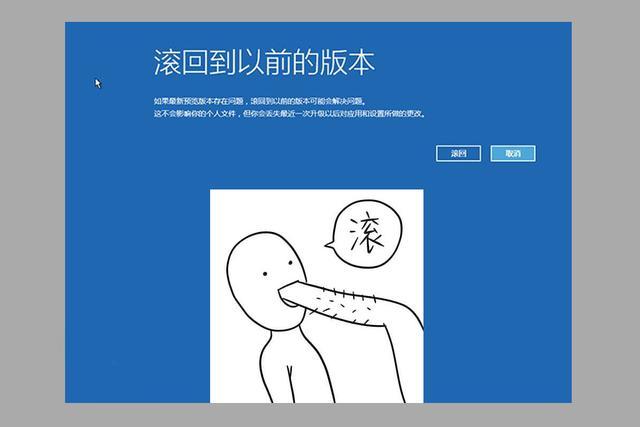 滚回到以前的版本
如果最新预览版本存在问题，滚回到以前的版本可能会解决问题。
这不会影响你的个人文件，但你会丢失最近一次升级以后对应用和设置所做的更改。
滚回 取消
滚